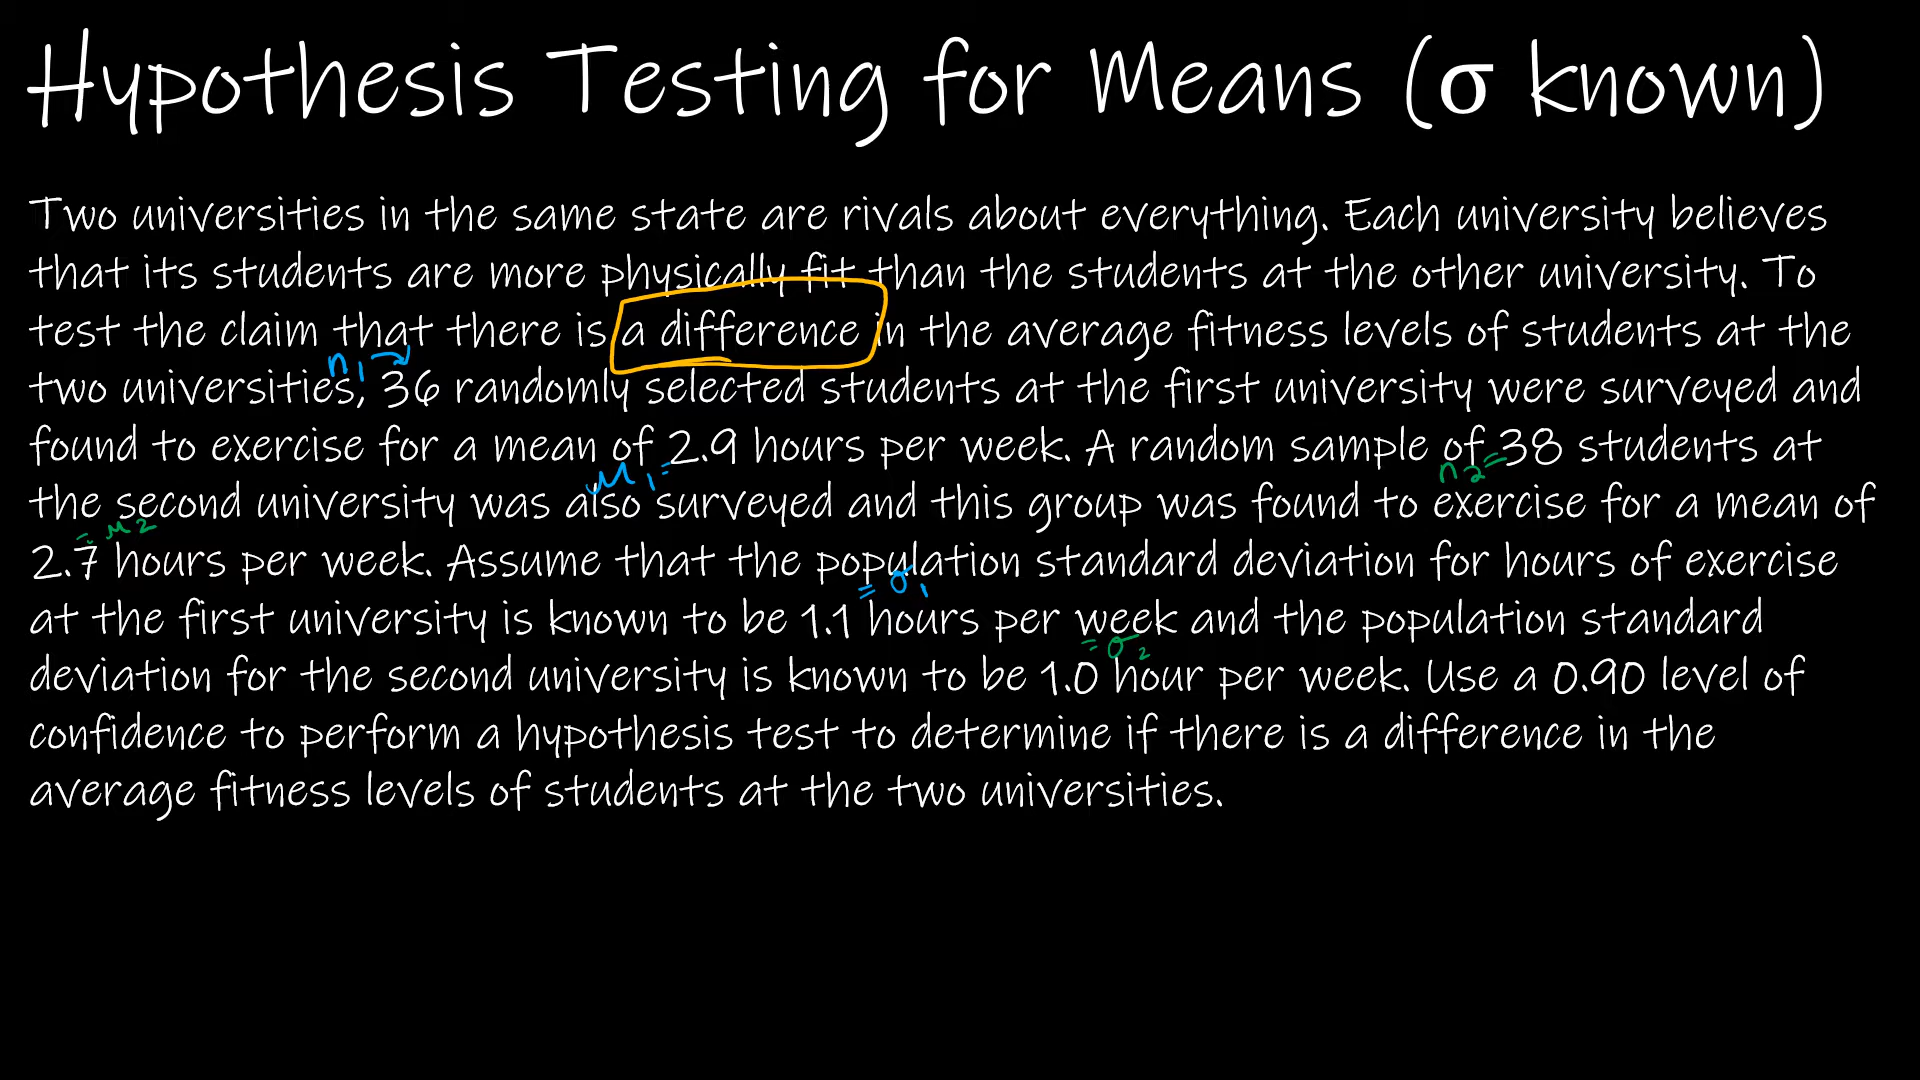 Hypothesis Testing for Means (σ known)
Two universities in the same state are rivals about everything. Each university believes
that its students are more physically fit than the students at the other university. To
test the claim that there is a difference in the average fitness levels of students at the
n₁
two universities, 36 randomly selected students at the first university were surveyed and
found to exercise for a mean of 2.9 hours per week. A random sample of 38 students at
μ₁ =
n₂ =
the second university was also surveyed and this group was found to exercise for a mean of
= μ₂
2.7 hours per week. Assume that the population standard deviation for hours of exercise
= σ₁
at the first university is known to be 1.1 hours per week and the population standard
= σ₂
deviation for the second university is known to be 1.0 hour per week. Use a 0.90 level of
confidence to perform a hypothesis test to determine if there is a difference in the
average fitness levels of students at the two universities.